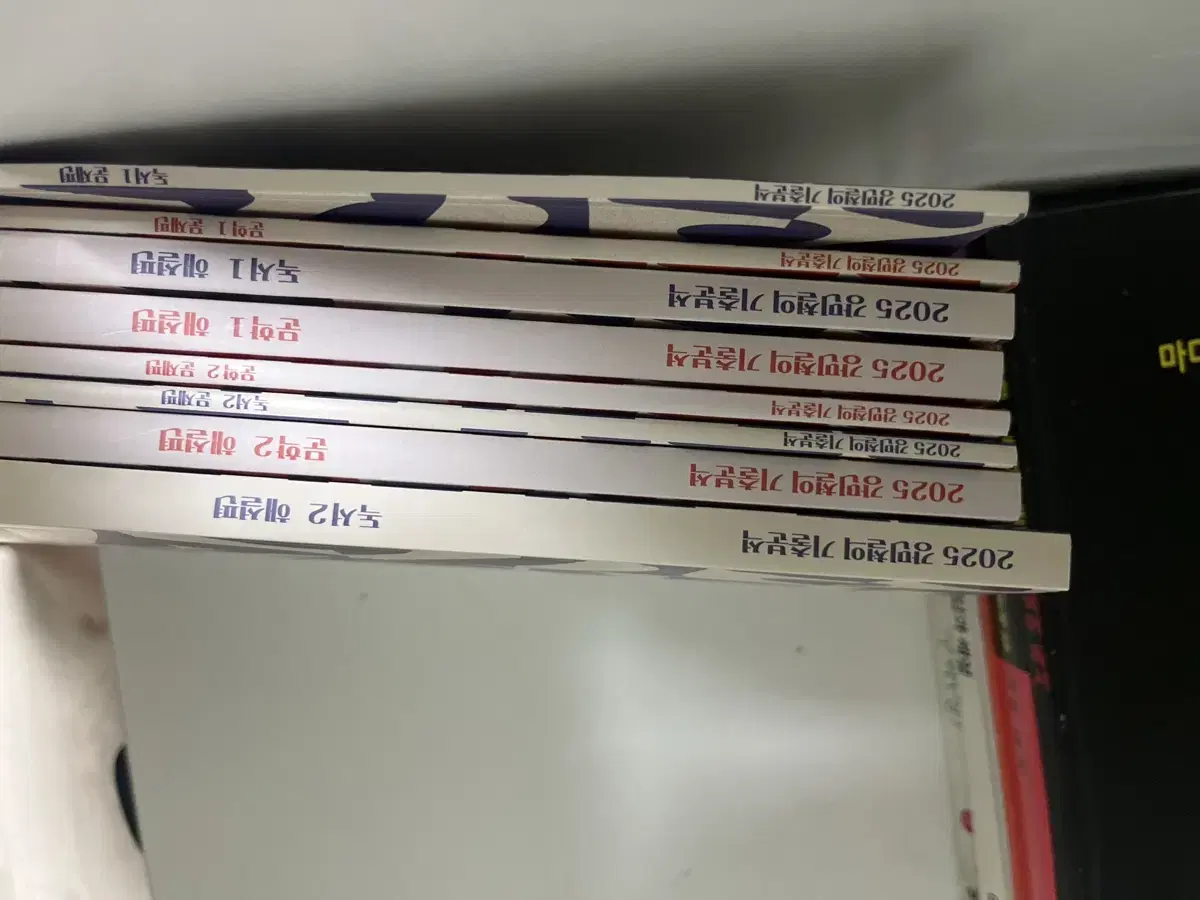 2025 강민철의 기출분석 독서2 해설편
2025 강민철의 기출분석 문학2 해설편
2025 강민철의 기출분석 독서2 문제편
2025 강민철의 기출분석 문학2 문제편
2025 강민철의 기출분석 문학1 해설편
2025 강민철의 기출분석 독서1 해설편
2025 강민철의 기출분석 문학1 문제편
2025 강민철의 기출분석 독서1 문제편